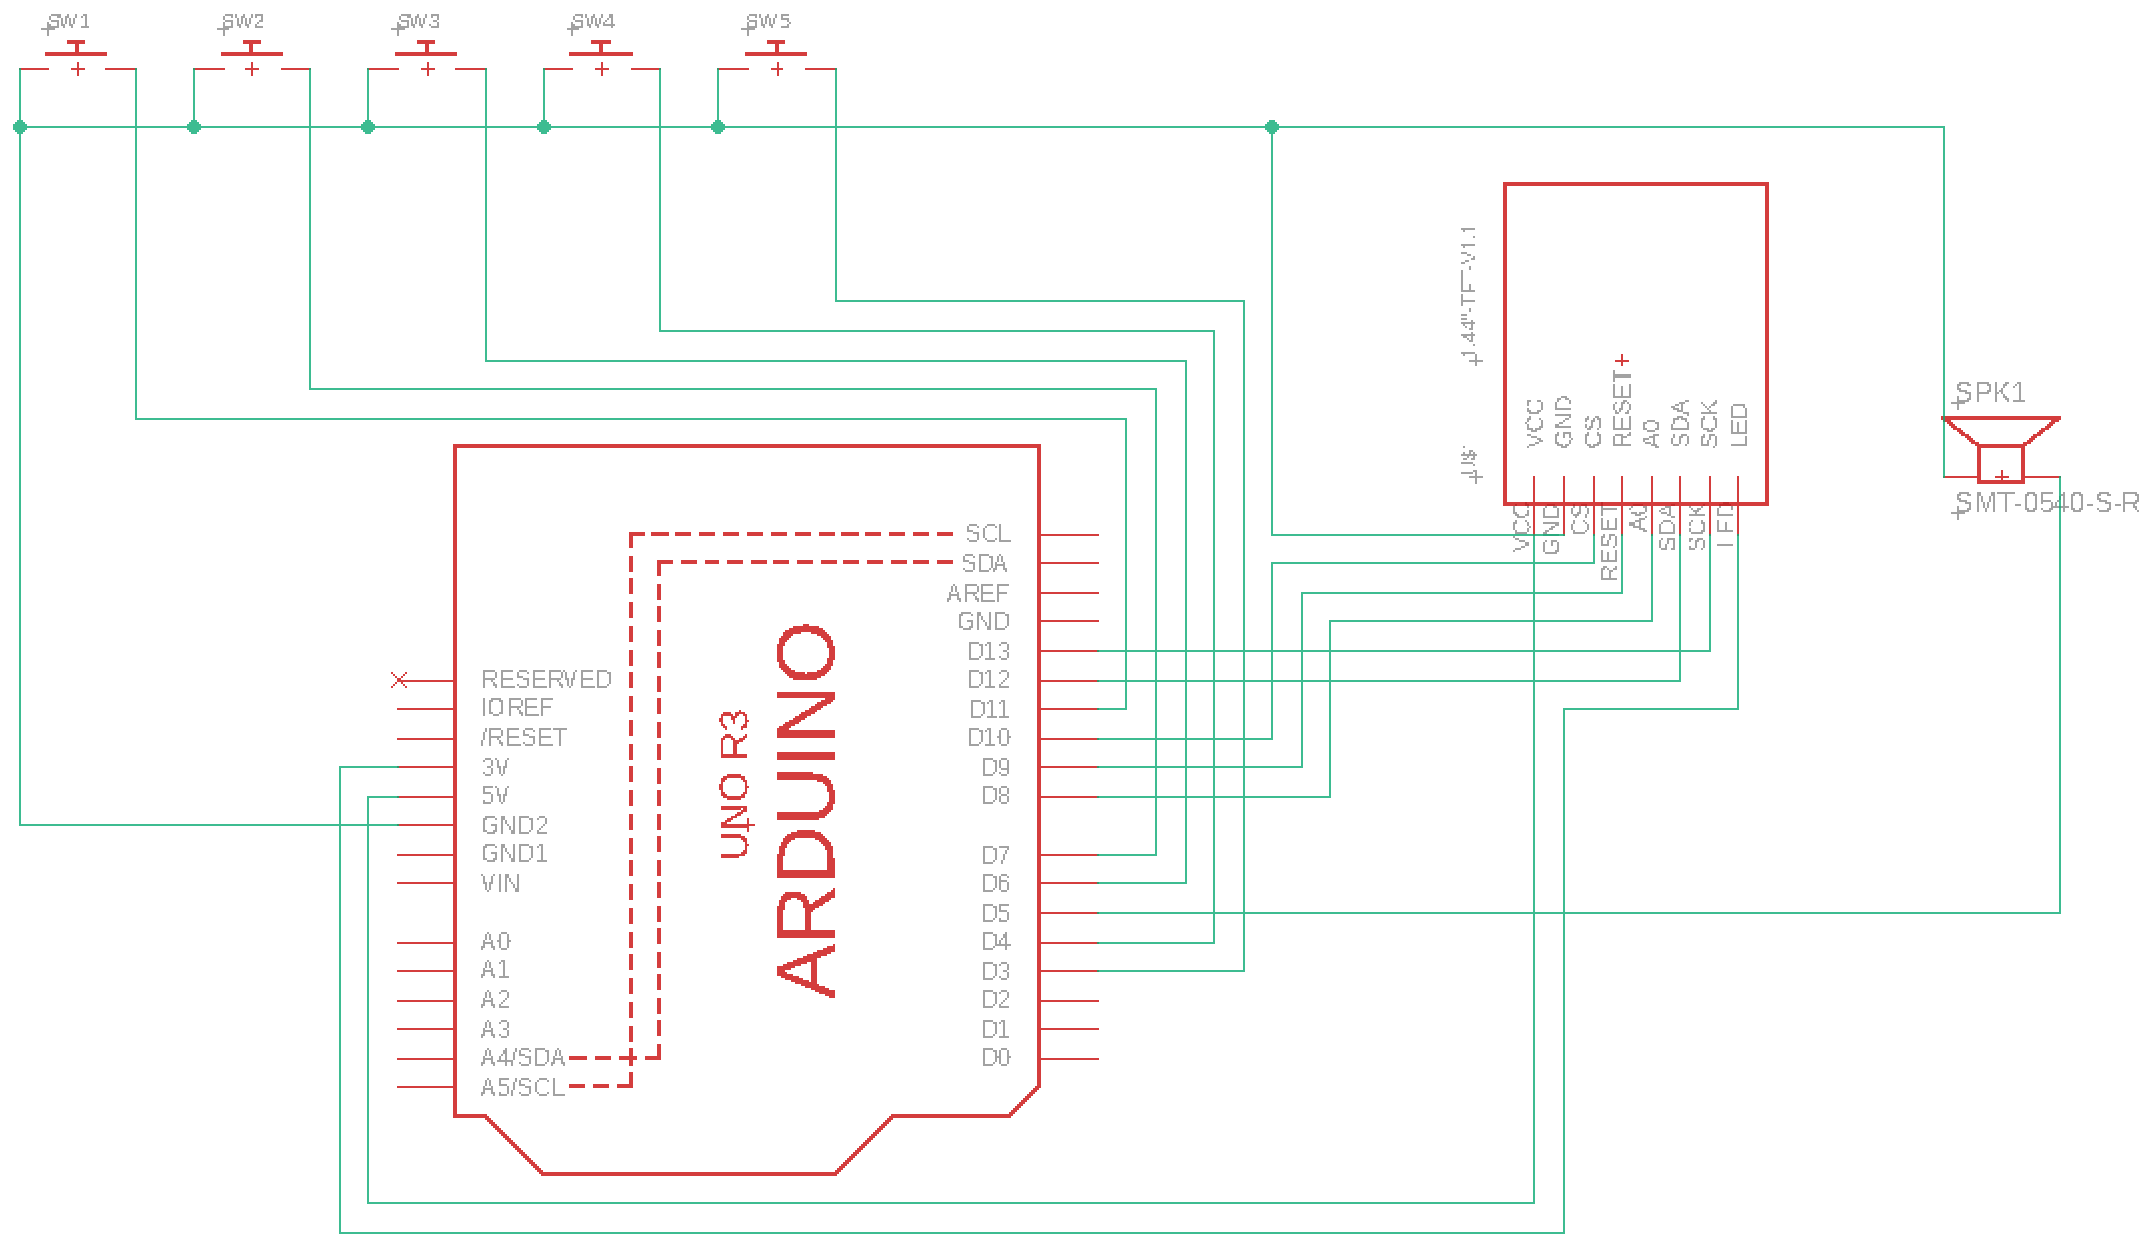 SW1
SW2
SW3
SW4
SW5
1.44"-TFT-V1.1
VCC
GND
CS
RESET
A0
SDA
SCK
LED
VCC
GND
CS
RESET
A0
SDA
SCK
LED
SPK1
SMT-0540-S-R
RESERVED
IOREF
/RESET
3V
5V
GND2
GND1
VIN
A0
A1
A2
A3
A4/SDA
A5/SCL
UNO R3
ARDUINO
SCL
SDA
AREF
GND
D13
D12
D11
D10
D9
D8
D7
D6
D5
D4
D3
D2
D1
D0